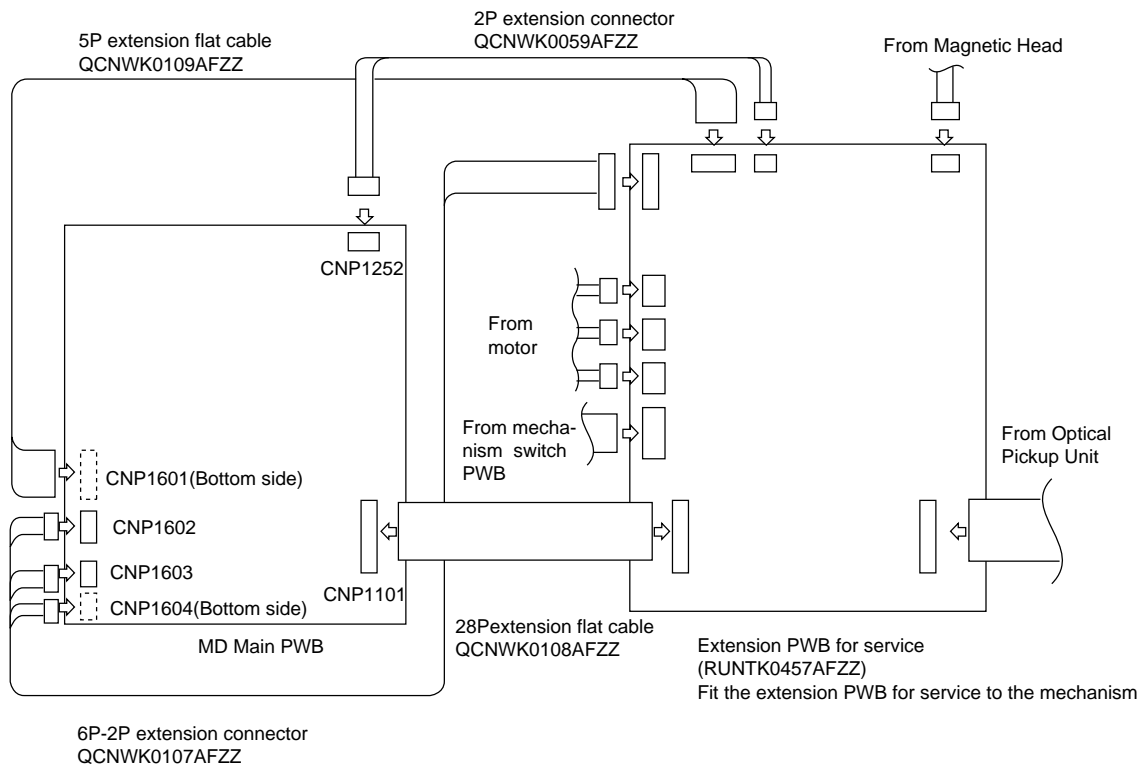 2P extension connector
QCNWK0059AFZZ
5P extension flat cable
QCNWK0109AFZZ
From Magnetic Head
CNP1252
From
motor
From mecha-
nism switch
PWB
From Optical
Pickup Unit
CNP1601(Bottom side)
CNP1602
CNP1603
CNP1604(Bottom side)
CNP1101
MD Main PWB
28Pextension flat cable
QCNWK0108AFZZ
Extension PWB for service
(RUNTK0457AFZZ)
Fit the extension PWB for service to the mechanism
6P-2P extension connector
QCNWK0107AFZZ